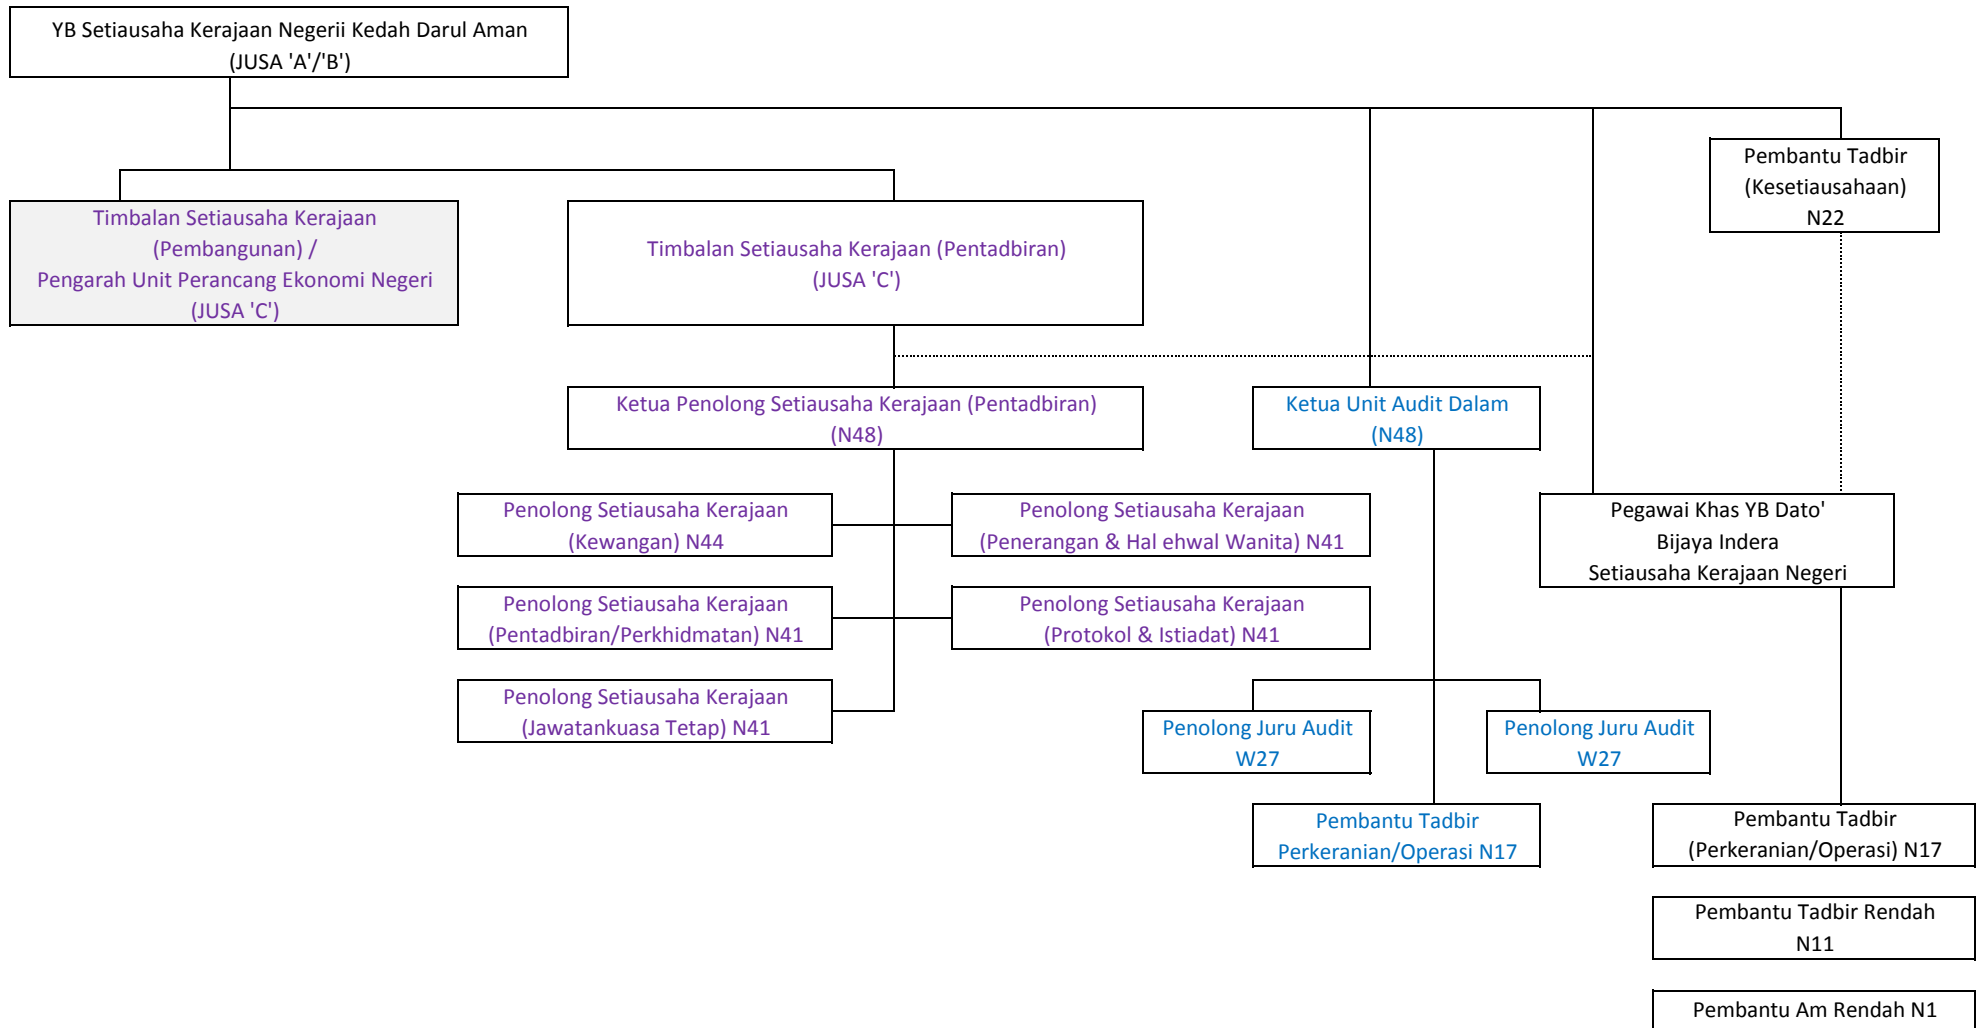 YB Setiausaha Kerajaan Negerii Kedah Darul Aman
(JUSA 'A'/'B')
Pembantu Tadbir
(Kesetiausahaan)
N22
Timbalan Setiausaha Kerajaan
(Pembangunan) /
Pengarah Unit Perancang Ekonomi Negeri
(JUSA 'C')
Timbalan Setiausaha Kerajaan (Pentadbiran)
(JUSA 'C')
Ketua Penolong Setiausaha Kerajaan (Pentadbiran)
(N48)
Ketua Unit Audit Dalam
(N48)
Penolong Setiausaha Kerajaan
(Kewangan) N44
Penolong Setiausaha Kerajaan
(Penerangan & Hal ehwal Wanita) N41
Pegawai Khas YB Dato'
Bijaya Indera
Setiausaha Kerajaan Negeri
Penolong Setiausaha Kerajaan
(Pentadbiran/Perkhidmatan) N41
Penolong Setiausaha Kerajaan
(Protokol & Istiadat) N41
Penolong Setiausaha Kerajaan
(Jawatankuasa Tetap) N41
Penolong Juru Audit
W27
Penolong Juru Audit
W27
Pembantu Tadbir
Perkeranian/Operasi N17
Pembantu Tadbir
(Perkeranian/Operasi) N17
Pembantu Tadbir Rendah
N11
Pembantu Am Rendah N1